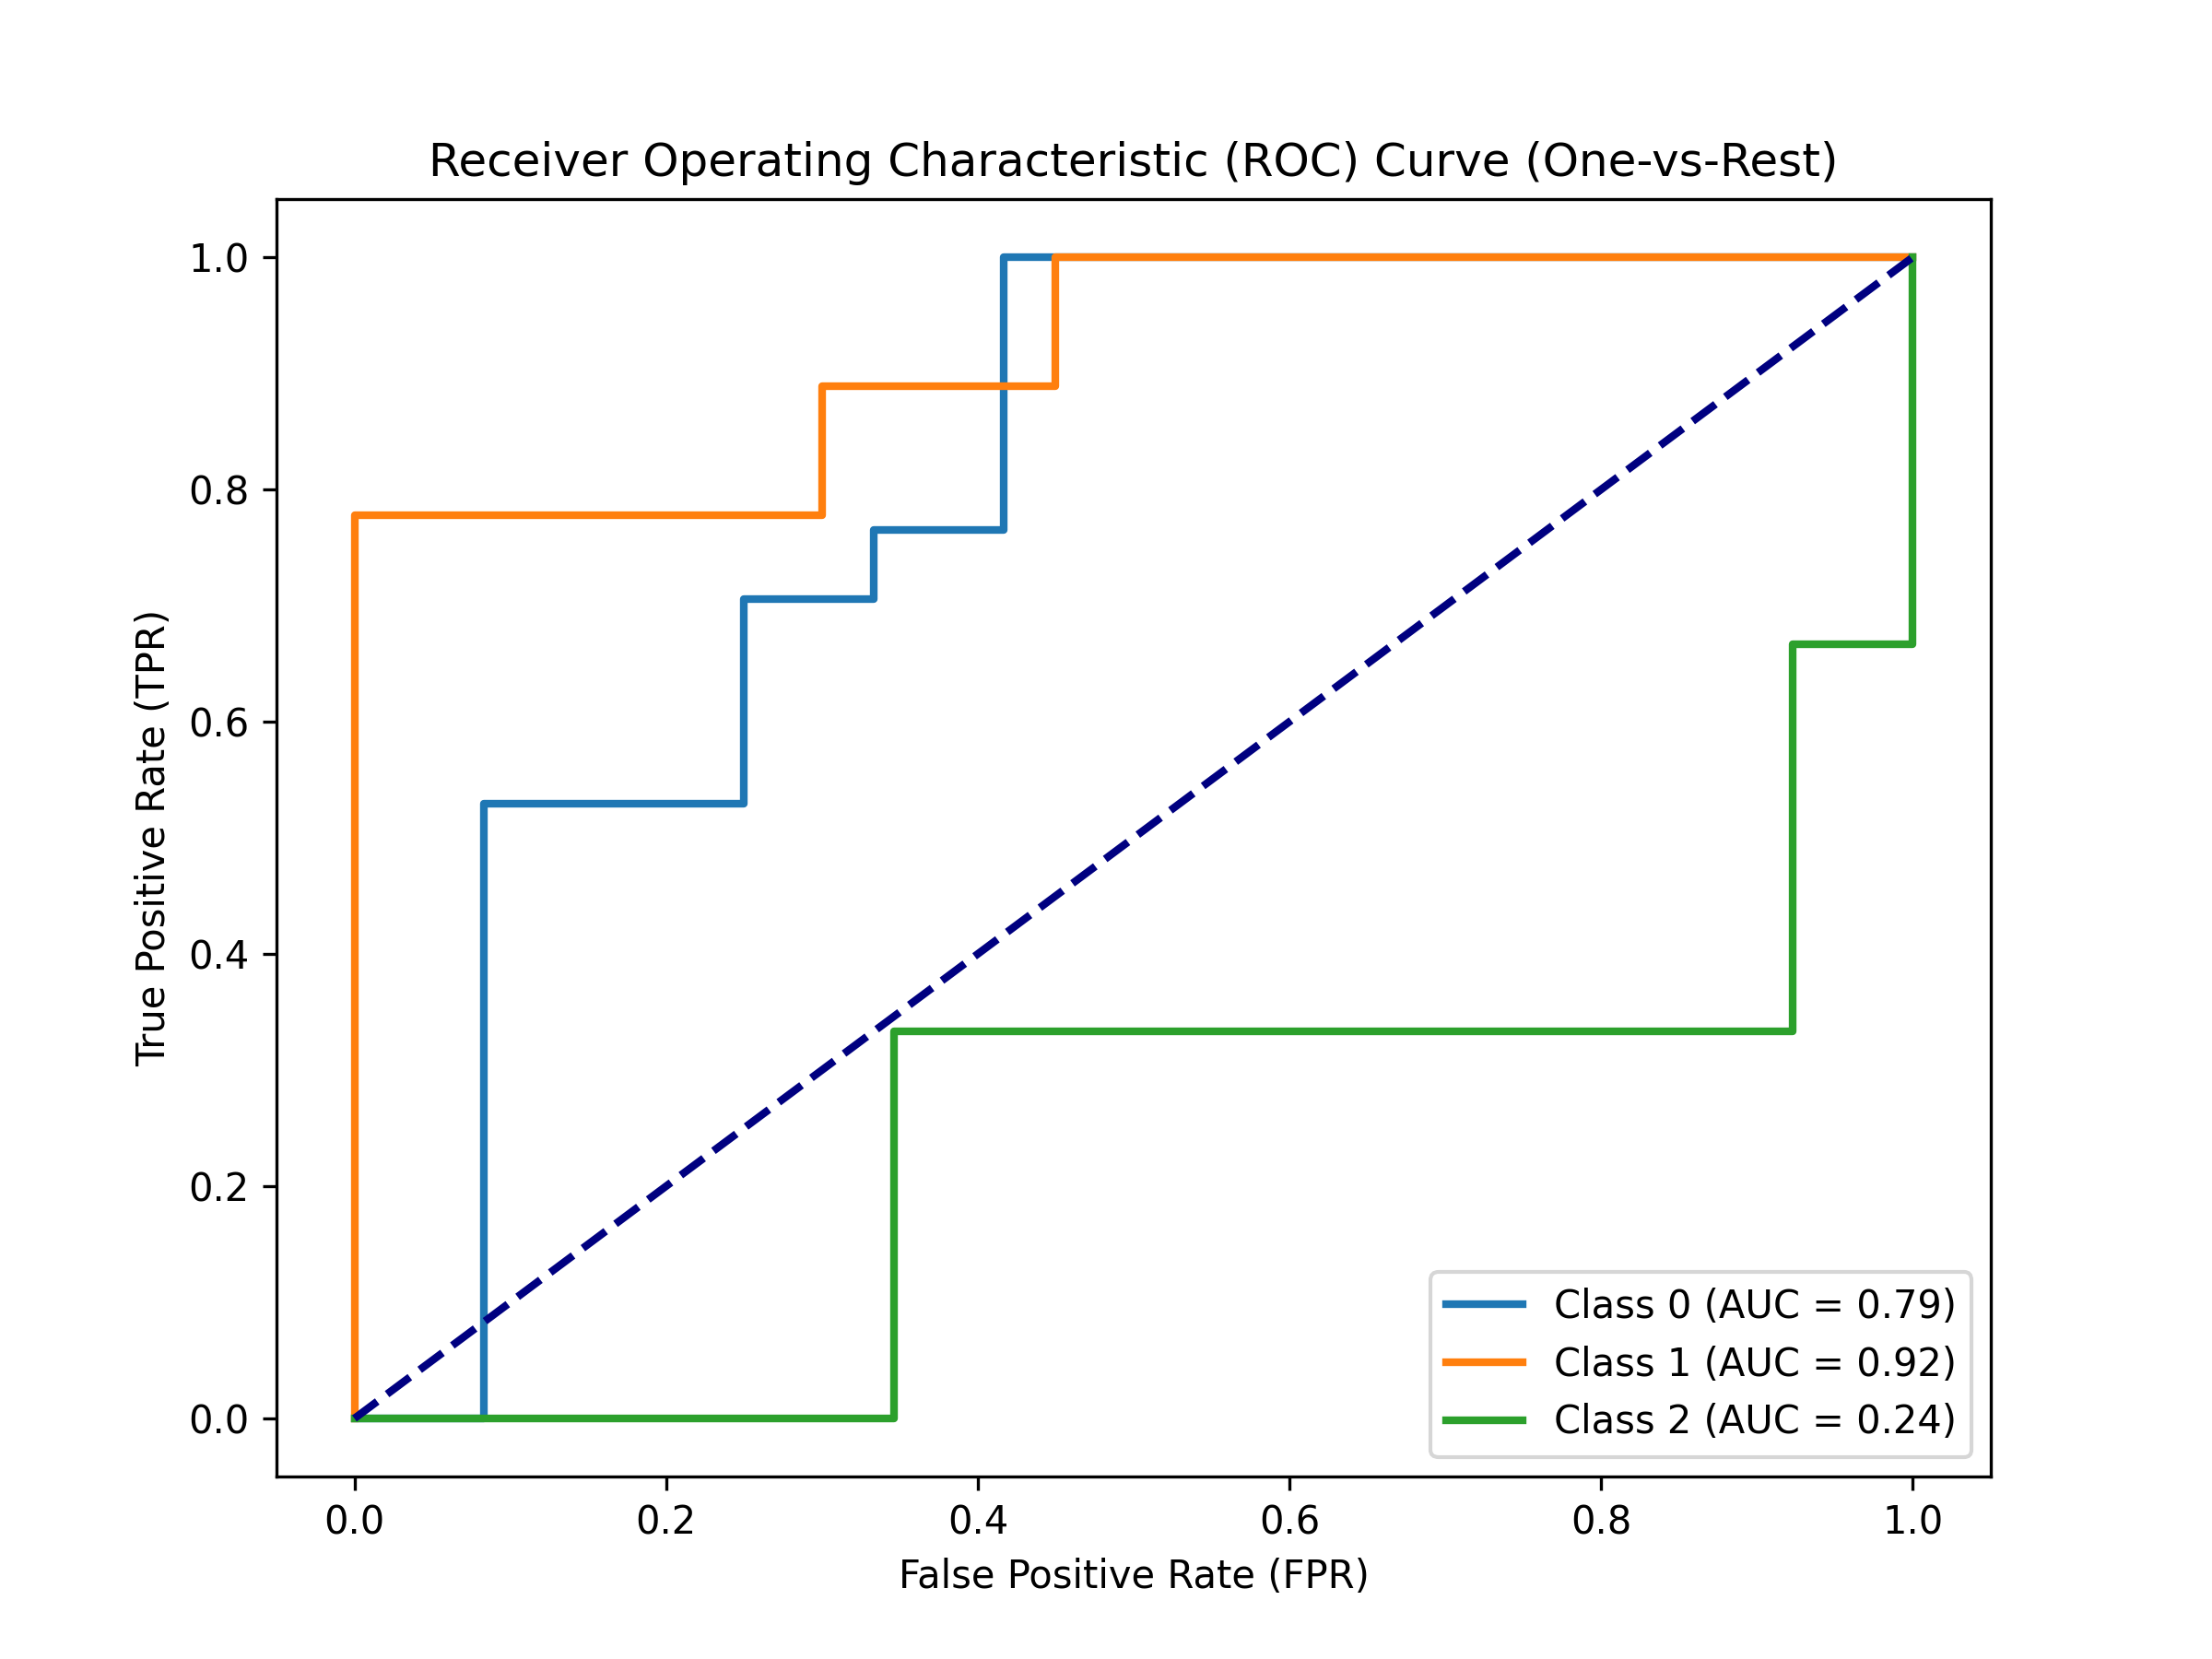 Receiver Operating Characteristic (ROC) Curve (One-vs-Rest)
True Positive Rate (TPR)
1.0
0.8
0.6
0.4
0.2
0.0
Class 0 (AUC = 0.79)
Class 1 (AUC = 0.92)
Class 2 (AUC = 0.24)
0.0 0.2 0.4 0.6 0.8 1.0
False Positive Rate (FPR)